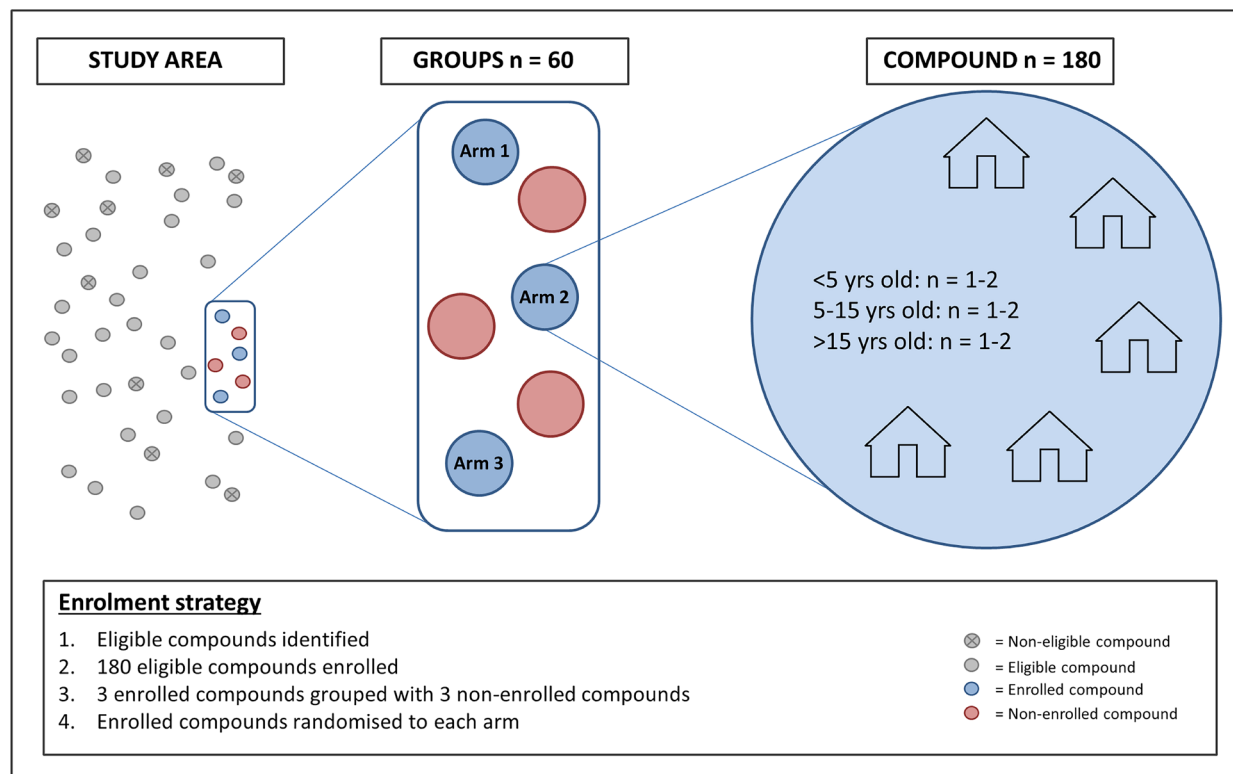 STUDY AREA
GROUPS n = 60
COMPOUND n = 180
Arm 1
Arm 2
Arm 3
<5 yrs old: n = 1-2
5-15 yrs old: n = 1-2
>15 yrs old: n = 1-2
Enrolment strategy
1. Eligible compounds identified
2. 180 eligible compounds enrolled
3. 3 enrolled compounds grouped with 3 non-enrolled compounds
4. Enrolled compounds randomised to each arm
= Non-eligible compound
= Eligible compound
= Enrolled compound
= Non-enrolled compound